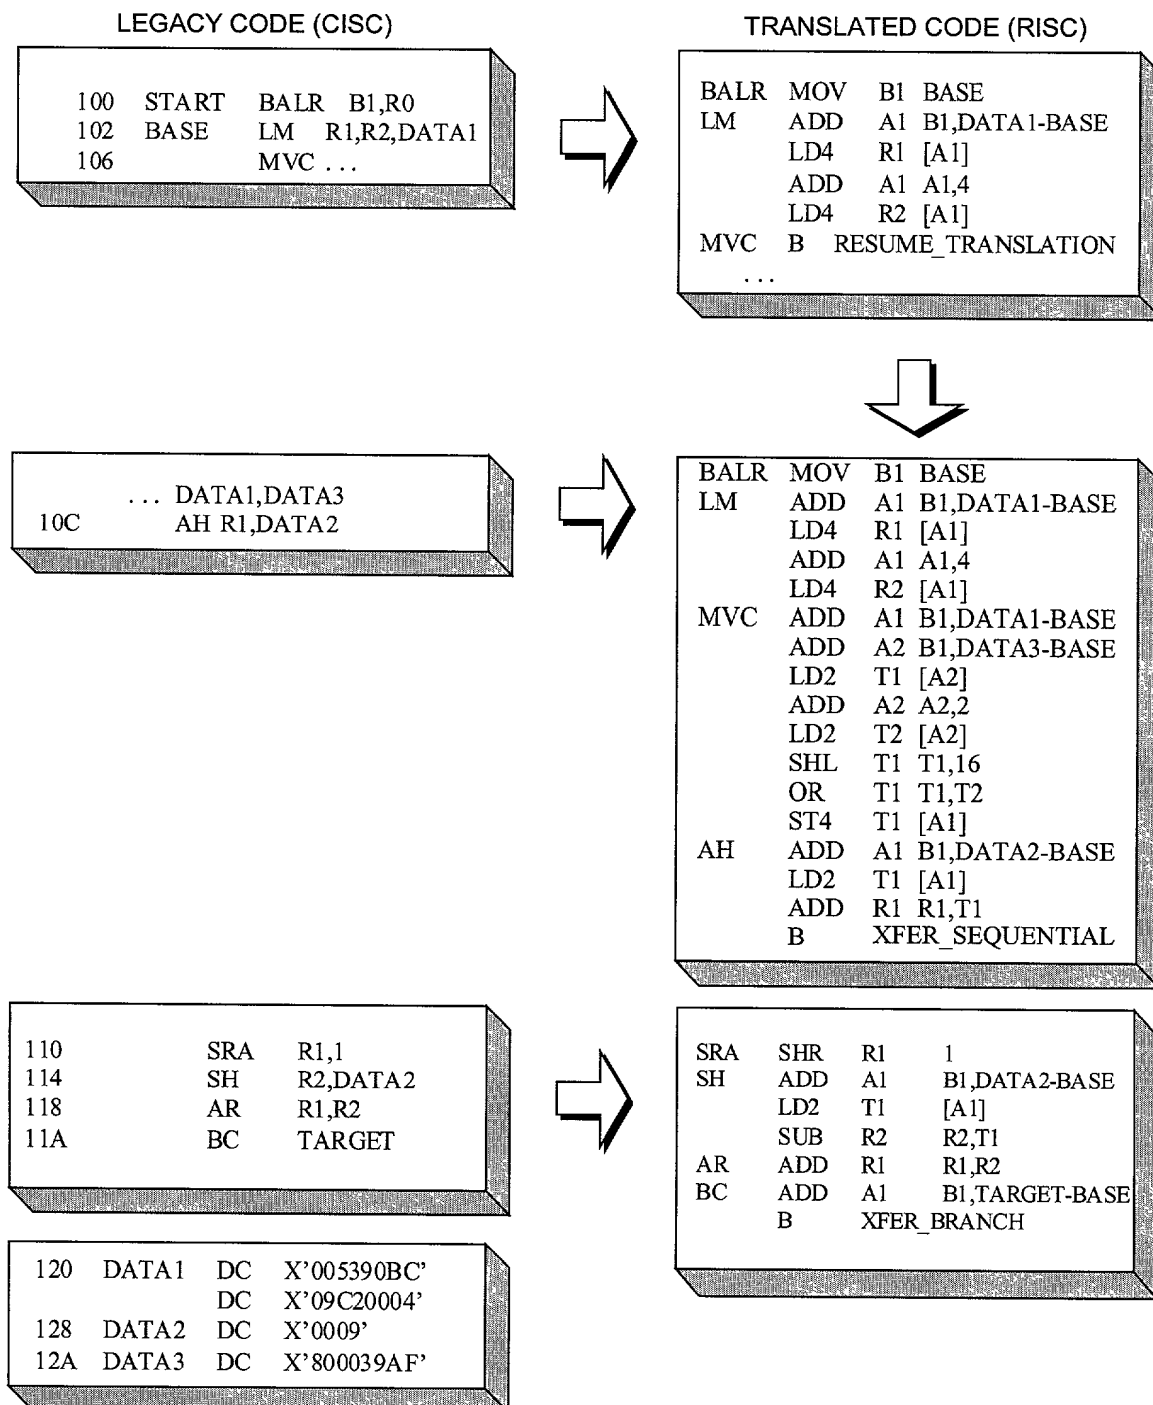 LEGACY CODE (CISC)
TRANSLATED CODE (RISC)
100 START BALR B1,R0
102 BASE LM R1,R2,DATA1
106 MVC ...
BALR MOV B1 BASE
LM ADD A1 B1,DATA1-BASE
LD4 R1 [A1]
ADD A1 A1,4
LD4 R2 [A1]
MVC B RESUME_TRANSLATION
...
... DATA1,DATA3
10C AH R1,DATA2
BALR MOV B1 BASE
LM ADD A1 B1,DATA1-BASE
LD4 R1 [A1]
ADD A1 A1,4
LD4 R2 [A1]
MVC ADD A1 B1,DATA1-BASE
ADD A2 B1,DATA3-BASE
LD2 T1 [A2]
ADD A2 A2,2
LD2 T2 [A2]
SHL T1 T1,16
OR T1 T1,T2
ST4 T1 [A1]
AH ADD A1 B1,DATA2-BASE
LD2 T1 [A1]
ADD R1 R1,T1
B XFER_SEQUENTIAL
110 SRA R1,1
114 SH R2,DATA2
118 AR R1,R2
11A BC TARGET
SRA SHR R1 1
SH ADD A1 B1,DATA2-BASE
LD2 T1 [A1]
SUB R2 R2,T1
AR ADD R1 R1,R2
BC ADD A1 B1,TARGET-BASE
B XFER_BRANCH
120 DATA1 DC X'005390BC'
DC X'09C20004'
128 DATA2 DC X'0009'
12A DATA3 DC X'800039AF'